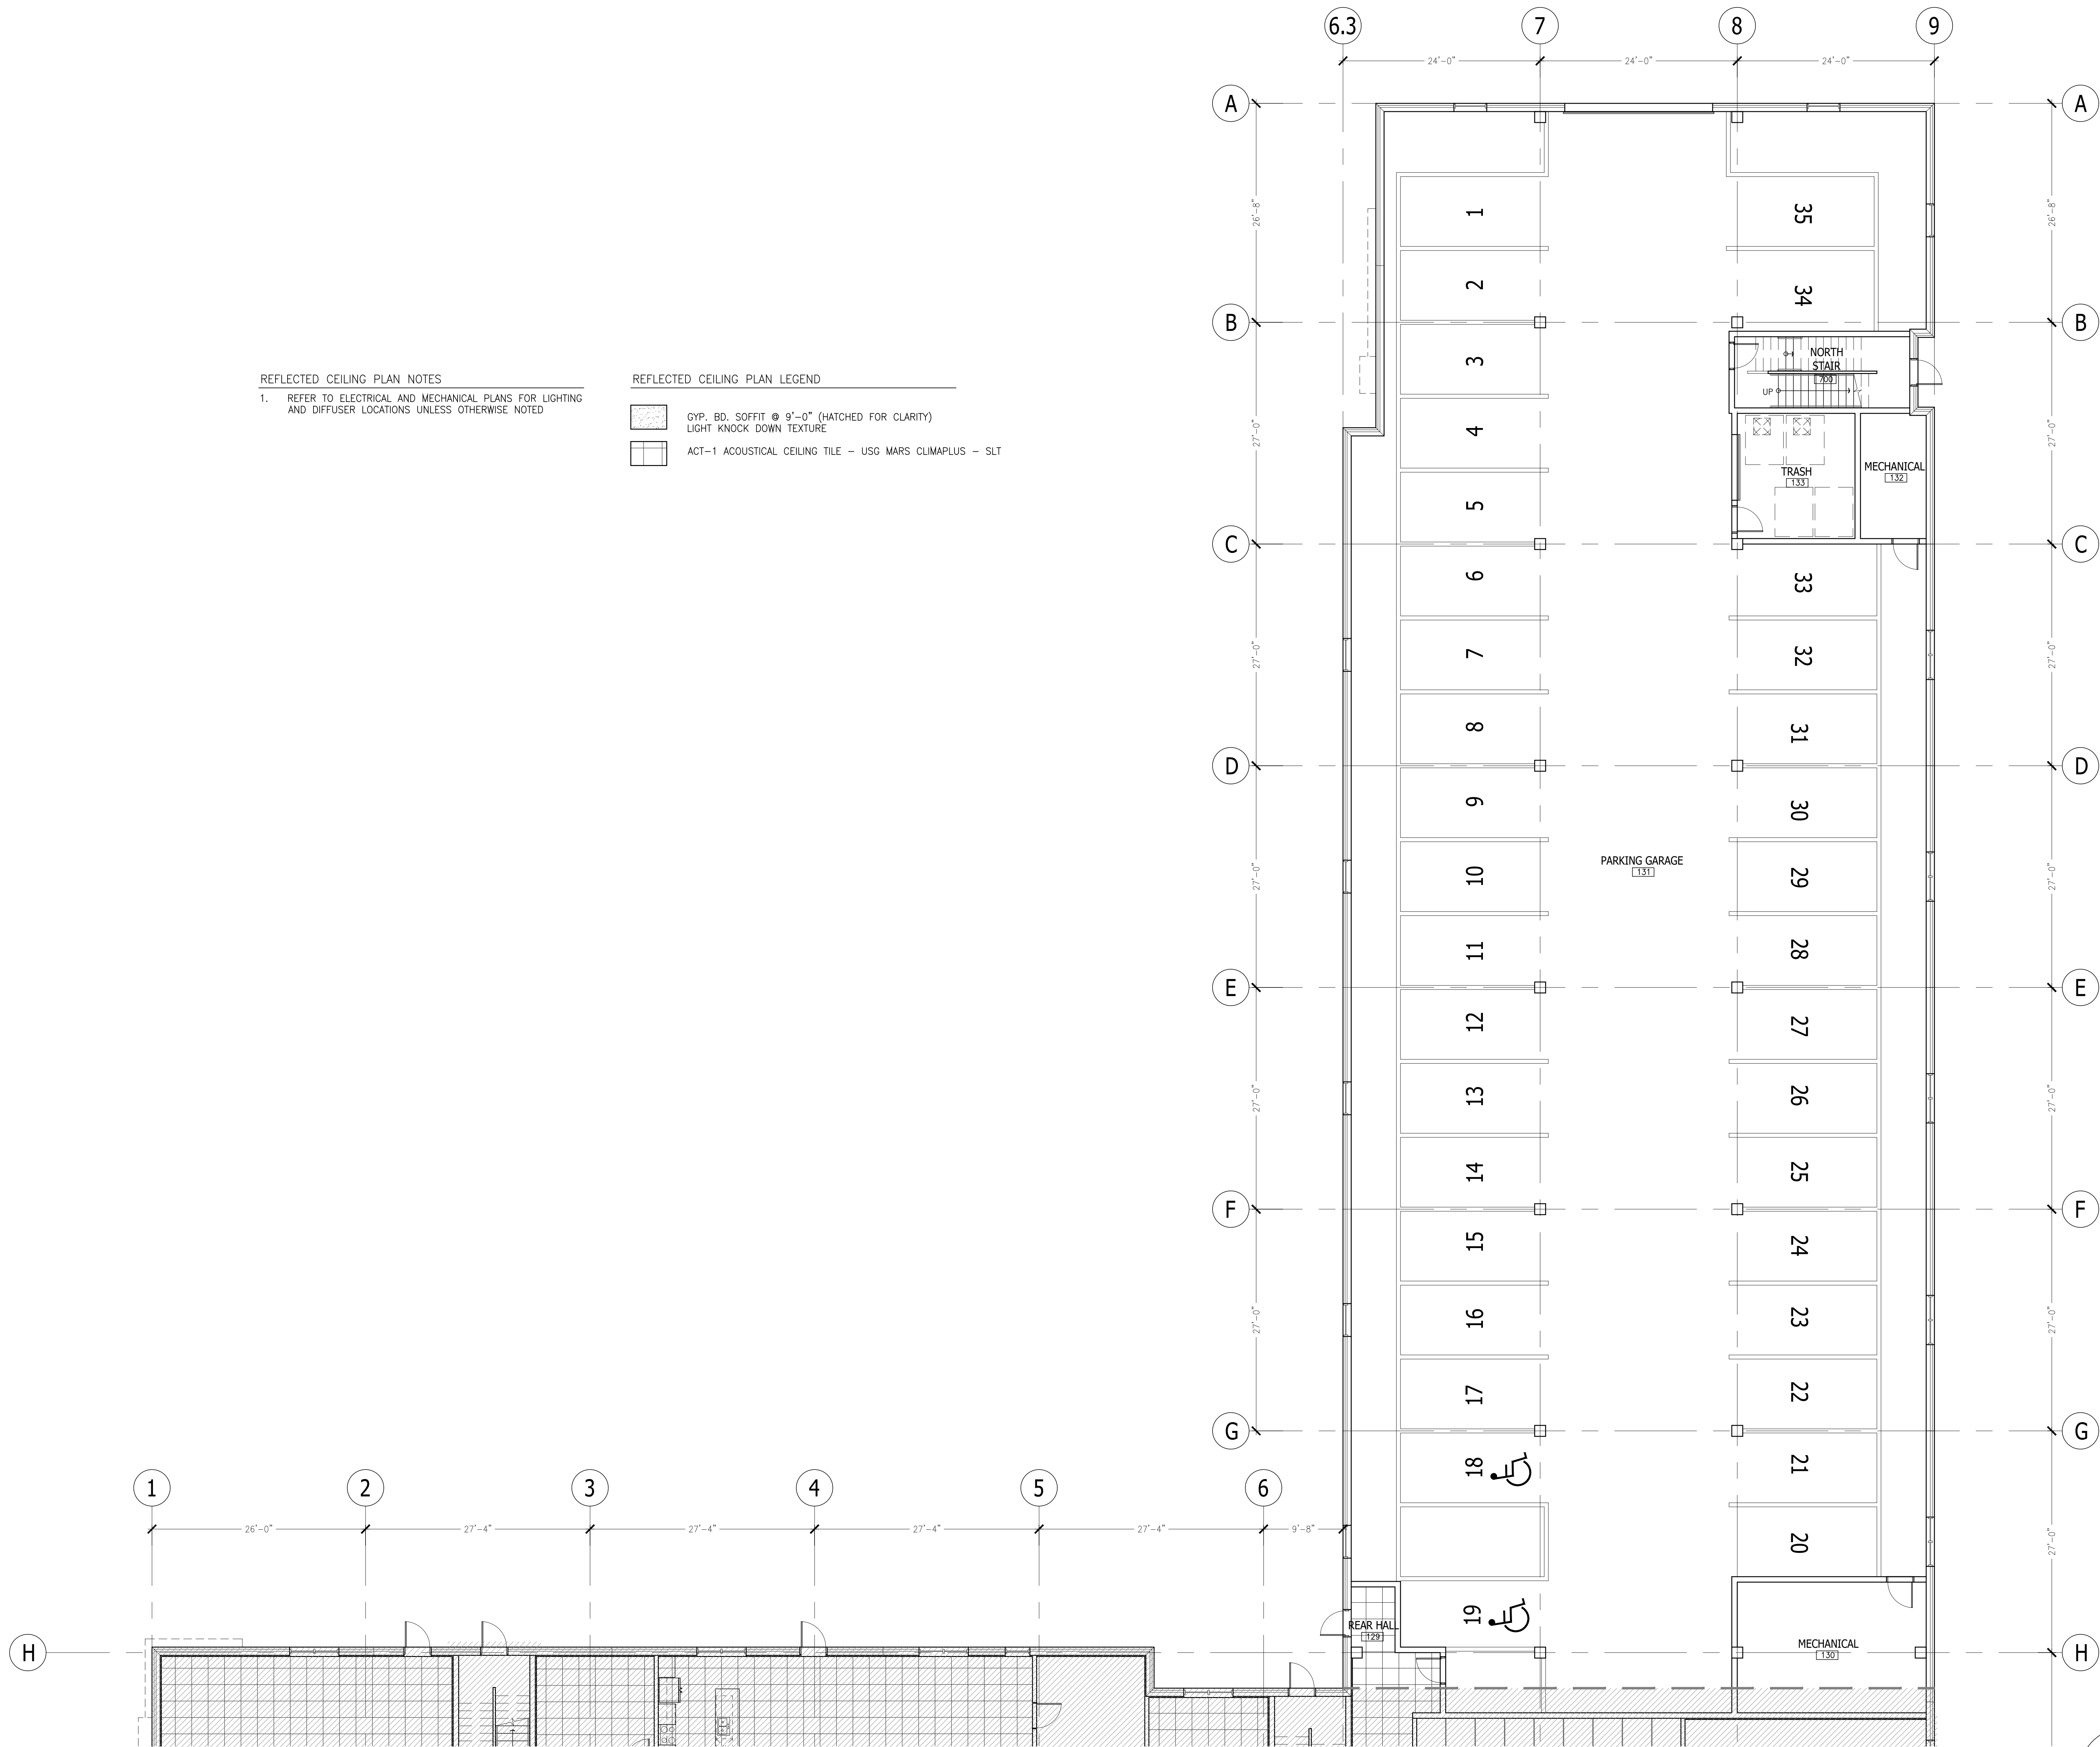 6.3
7
8
9
24'-0"
24'-0"
24'-0"
A
A
26'-8"
26'-8"
1
35
2
34
B
B
3
NORTH
STAIR
700
UP
REFLECTED CEILING PLAN NOTES
1. REFER TO ELECTRICAL AND MECHANICAL PLANS FOR LIGHTING
AND DIFFUSER LOCATIONS UNLESS OTHERWISE NOTED
REFLECTED CEILING PLAN LEGEND
GYP. BD. SOFFIT @ 9'-0" (HATCHED FOR CLARITY)
LIGHT KNOCK DOWN TEXTURE
ACT-1 ACOUSTICAL CEILING TILE - USG MARS CLIMAPLUS - SLT
27'-0"
27'-0"
4
TRASH
133
MECHANICAL
132
5
C
C
6
33
27'-0"
27'-0"
7
32
8
31
D
D
9
30
PARKING GARAGE
131
27'-0"
27'-0"
10
29
11
28
E
E
12
27
27'-0"
27'-0"
13
26
14
25
F
F
15
24
27'-0"
27'-0"
16
23
17
22
G
G
18
21
1
2
3
4
5
6
26'-0"
27'-4"
27'-4"
27'-4"
27'-4"
9'-8"
27'-0"
20
19
REAR HALL
129
MECHANICAL
130
H
H